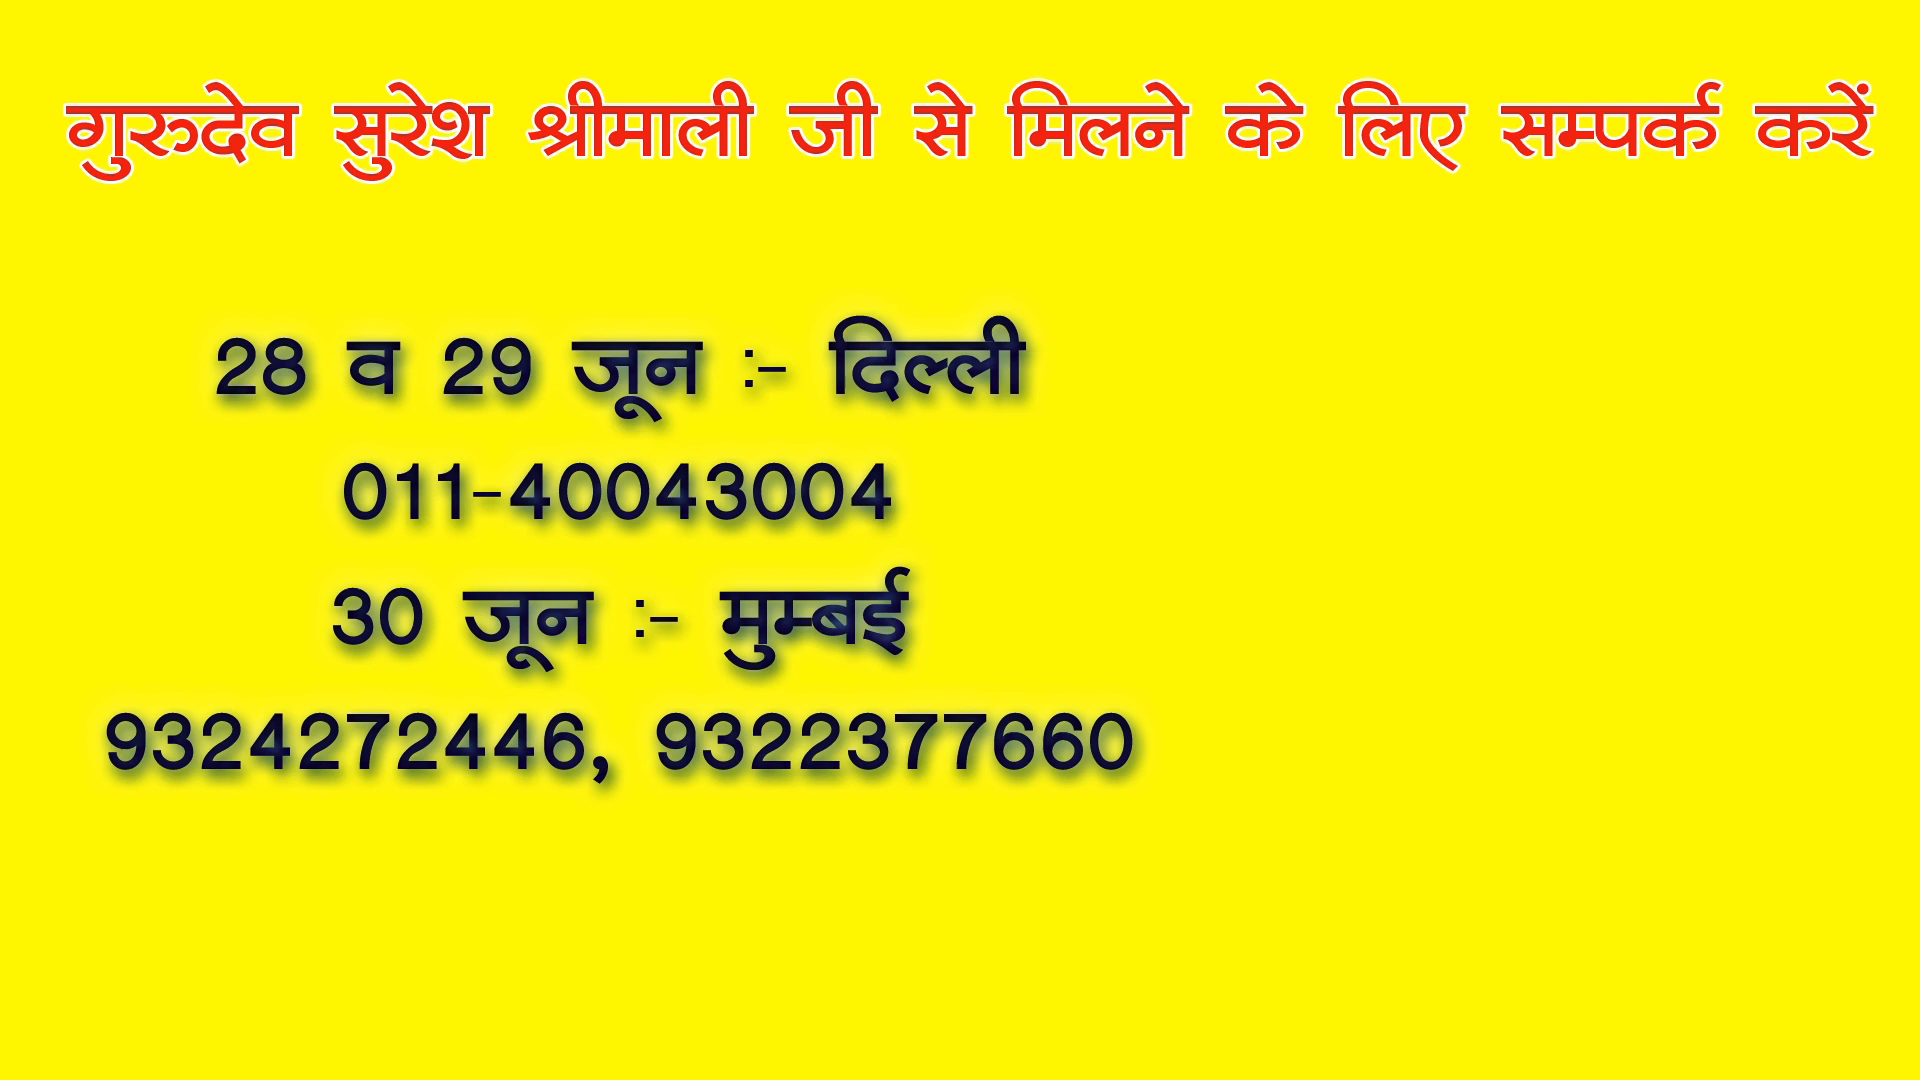 गुरुदेव सुरेश श्रीमाली जी से मिलने के लिए सम्पर्क करें
28 व 29 जून :- दिल्ली
011-40043004
30 जून :- मुम्बई
9324272446, 9322377660